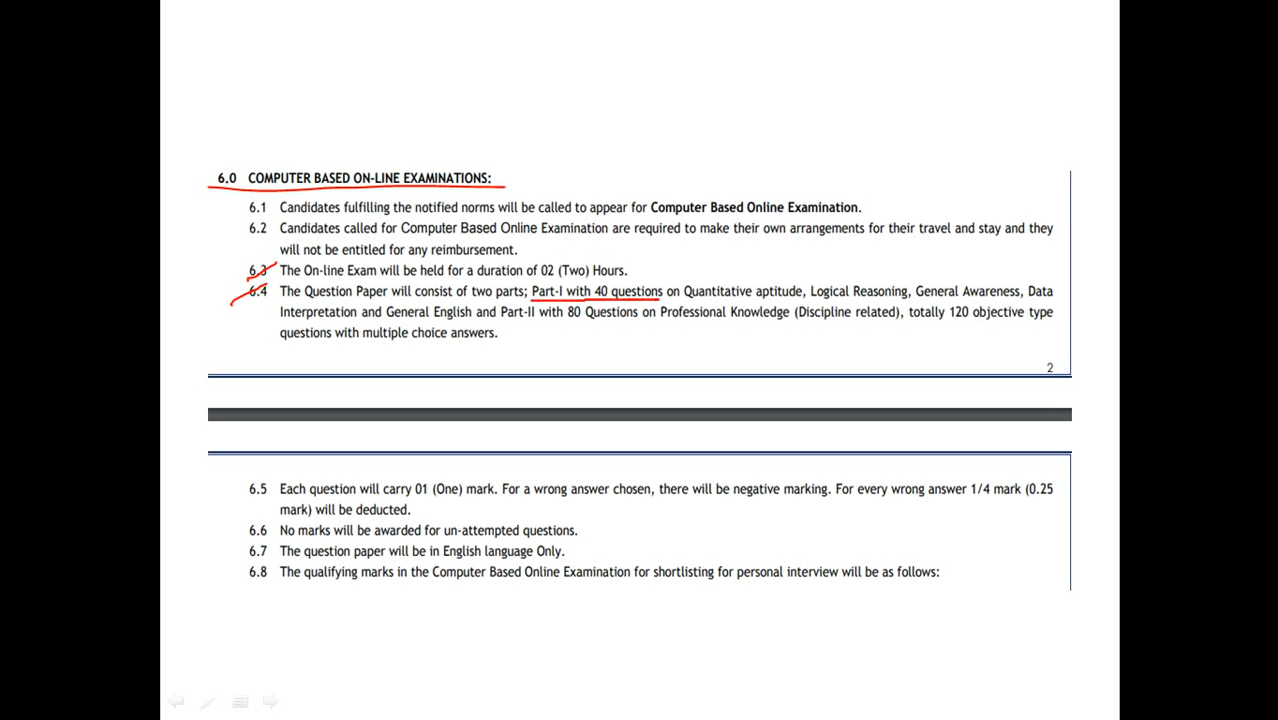 6.0 COMPUTER BASED ON-LINE EXAMINATIONS:
6.1 Candidates fulfilling the notified norms will be called to appear for Computer Based Online Examination.
6.2 Candidates called for Computer Based Online Examination are required to make their own arrangements for their travel and stay and they
will not be entitled for any reimbursement.
6.3 The On-line Exam will be held for a duration of 02 (Two) Hours.
6.4 The Question Paper will consist of two parts; Part-I with 40 questions on Quantitative aptitude, Logical Reasoning, General Awareness, Data
Interpretation and General English and Part-II with 80 Questions on Professional Knowledge (Discipline related), totally 120 objective type
questions with multiple choice answers.
2
6.5 Each question will carry 01 (One) mark. For a wrong answer chosen, there will be negative marking. For every wrong answer 1/4 mark (0.25
mark) will be deducted.
6.6 No marks will be awarded for un-attempted questions.
6.7 The question paper will be in English language Only.
6.8 The qualifying marks in the Computer Based Online Examination for shortlisting for personal interview will be as follows: